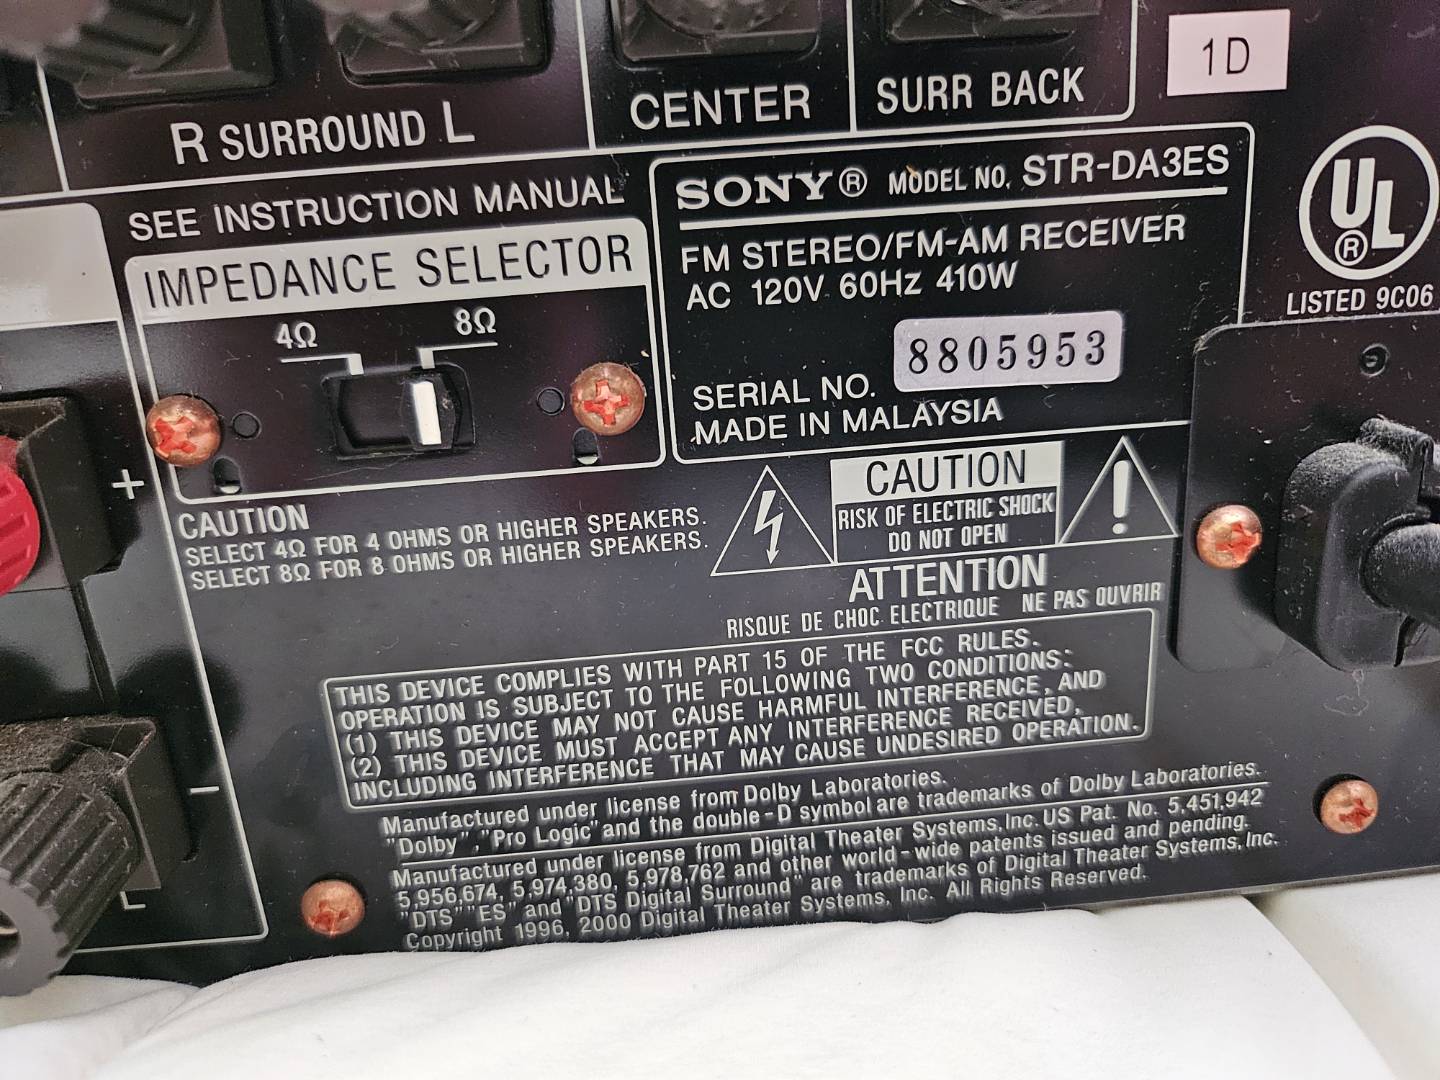 1D
R SURROUND L
CENTER
SURR BACK
SEE INSTRUCTION MANUAL
IMPEDANCE SELECTOR
4Ω
8Ω
+
CAUTION
SELECT 4Ω FOR 4 OHMS OR HIGHER SPEAKERS.
SELECT 8Ω FOR 8 OHMS OR HIGHER SPEAKERS.
SONY® MODEL NO. STR-DA3ES
FM STEREO/FM-AM RECEIVER
AC 120V 60Hz 410W
SERIAL NO. 8805953
MADE IN MALAYSIA
UL®
LISTED 9C06
CAUTION
RISK OF ELECTRIC SHOCK
DO NOT OPEN
!
ATTENTION
RISQUE DE CHOC ELECTRIQUE NE PAS OUVRIR
THIS DEVICE COMPLIES WITH PART 15 OF THE FCC RULES.
OPERATION IS SUBJECT TO THE FOLLOWING TWO CONDITIONS:
(1) THIS DEVICE MAY NOT CAUSE HARMFUL INTERFERENCE, AND
(2) THIS DEVICE MUST ACCEPT ANY INTERFERENCE RECEIVED,
INCLUDING INTERFERENCE THAT MAY CAUSE UNDESIRED OPERATION.
−
L
Manufactured under license from Dolby Laboratories.
"Dolby", "Pro Logic" and the double-D symbol are trademarks of Dolby Laboratories.
Manufactured under license from Digital Theater Systems, Inc. US Pat. No. 5,451,942
5,956,674, 5,974,380, 5,978,762 and other world-wide patents issued and pending.
"DTS" "ES" and "DTS Digital Surround" are trademarks of Digital Theater Systems, Inc.
Copyright 1996, 2000 Digital Theater Systems, Inc. All Rights Reserved.